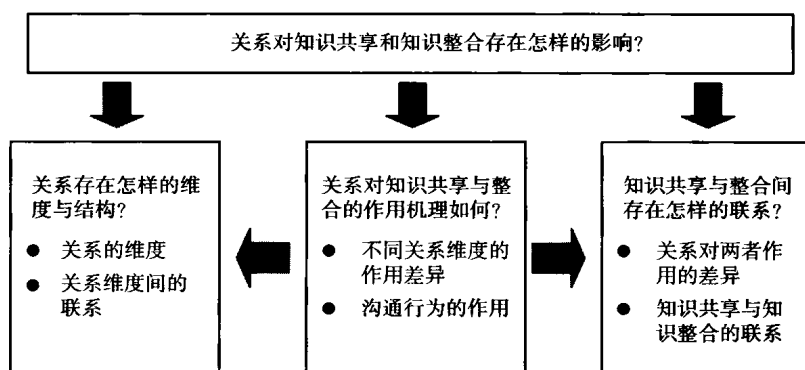 关系对知识共享和知识整合存在怎样的影响?
关系存在怎样的维
度与结构?
● 关系的维度
● 关系维度间的
联系
关系对知识共享与整
合的作用机理如何?
● 不同关系维度的
作用差异
● 沟通行为的作用
知识共享与整合间
存在怎样的联系?
● 关系对两者作
用的差异
● 知识共享与知
识整合的联系